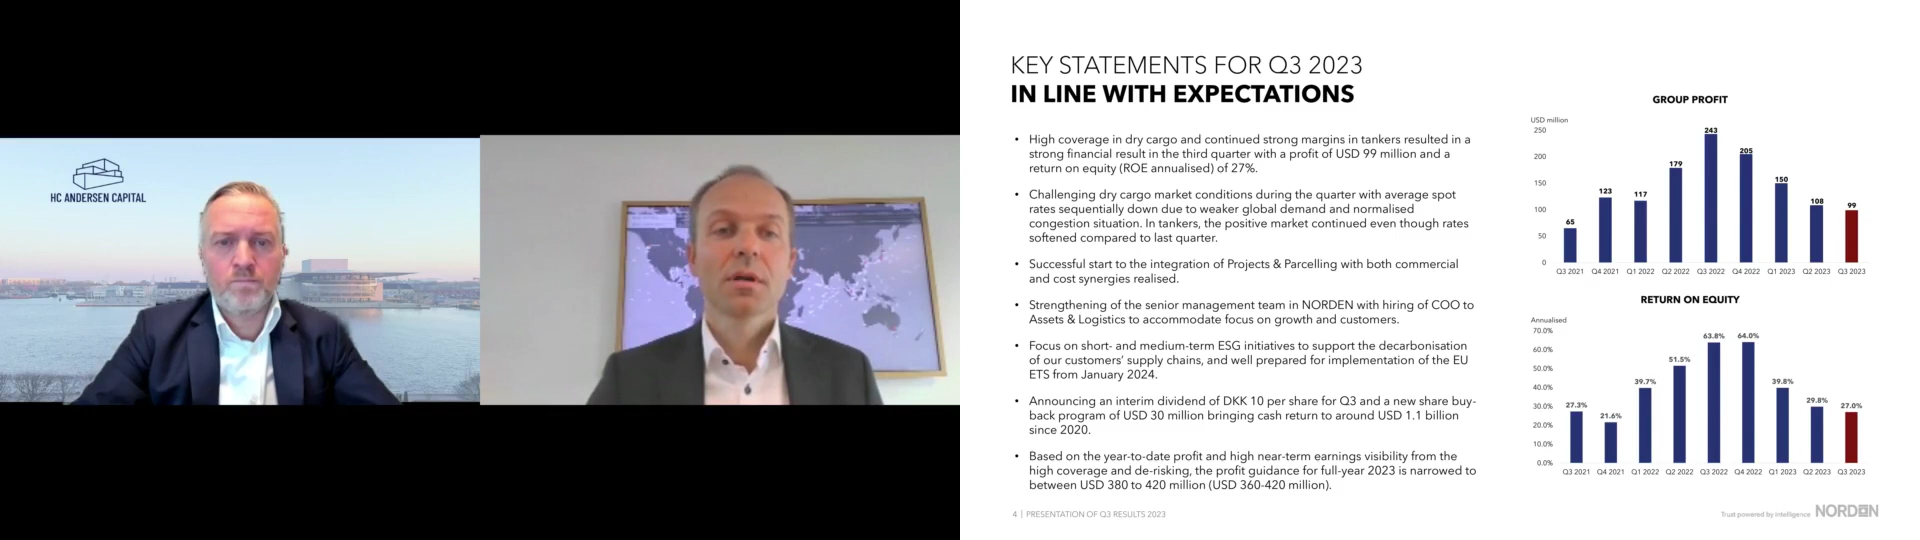 HC ANDERSEN CAPITAL
KEY STATEMENTS FOR Q3 2023
IN LINE WITH EXPECTATIONS
• High coverage in dry cargo and continued strong margins in tankers resulted in a
strong financial result in the third quarter with a profit of USD 99 million and a
return on equity (ROE annualised) of 27%.
• Challenging dry cargo market conditions during the quarter with average spot
rates sequentially down due to weaker global demand and normalised
congestion situation. In tankers, the positive market continued even though rates
softened compared to last quarter.
• Successful start to the integration of Projects & Parcelling with both commercial
and cost synergies realised.
• Strengthening of the senior management team in NORDEN with hiring of COO to
Assets & Logistics to accommodate focus on growth and customers.
• Focus on short- and medium-term ESG initiatives to support the decarbonisation
of our customers' supply chains, and well prepared for implementation of the EU
ETS from January 2024.
• Announcing an interim dividend of DKK 10 per share for Q3 and a new share buy-
back program of USD 30 million bringing cash return to around USD 1.1 billion
since 2020.
• Based on the year-to-date profit and high near-term earnings visibility from the
high coverage and de-risking, the profit guidance for full-year 2023 is narrowed to
between USD 380 to 420 million (USD 360-420 million).
GROUP PROFIT
USD million
250
200
150
100
50
0
65
123
117
179
243
205
150
108
99
Q3 2021 Q4 2021 Q1 2022 Q2 2022 Q3 2022 Q4 2022 Q1 2023 Q2 2023 Q3 2023
RETURN ON EQUITY
Annualised
70.0%
60.0%
50.0%
40.0%
30.0%
20.0%
10.0%
0.0%
27.3%
21.6%
39.7%
51.5%
63.8%
64.0%
39.8%
29.8%
27.0%
Q3 2021 Q4 2021 Q1 2022 Q2 2022 Q3 2022 Q4 2022 Q1 2023 Q2 2023 Q3 2023
4 | PRESENTATION OF Q3 RESULTS 2023
Trust powered by intelligence NORDEN